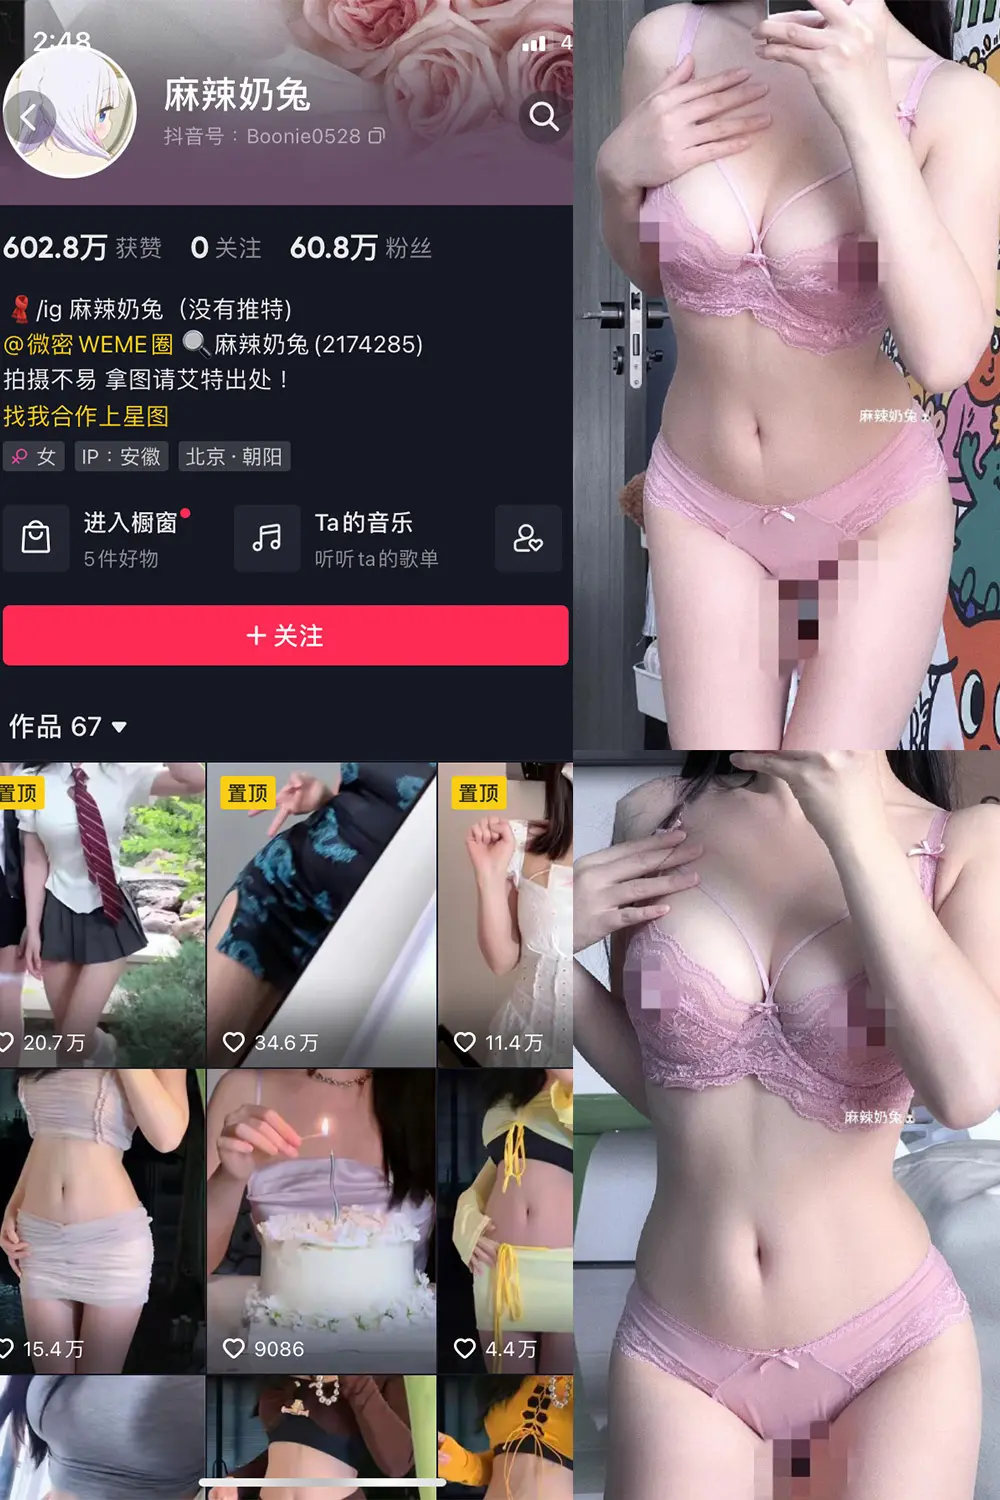 2:48
4
麻辣奶兔
抖音号：Boonie0528
602.8万 获赞 0 关注 60.8万 粉丝
/ig 麻辣奶兔（没有推特)
@微密 WEME圈 麻辣奶兔 (2174285)
拍摄不易 拿图请艾特出处！
找我合作上星图
女 IP：安徽 北京·朝阳
进入橱窗
5件好物
Ta的音乐
听听ta的歌单
+ 关注
作品 67
置顶 置顶 置顶
20.7万 34.6万 11.4万
15.4万 9086 4.4万
麻辣奶兔
麻辣奶兔